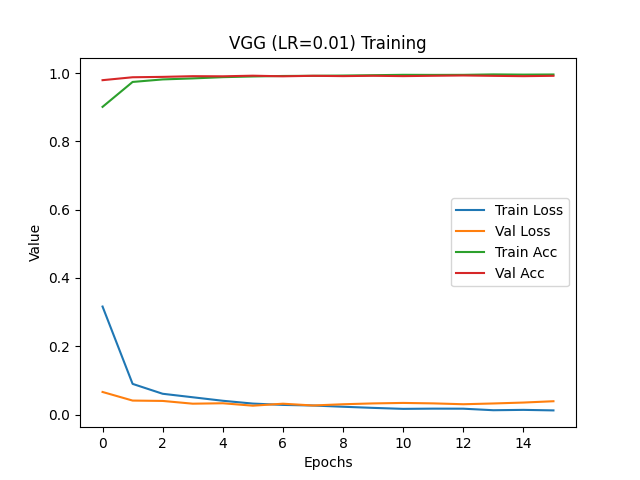 VGG (LR=0.01) Training
1.0
0.8
0.6
0.4
0.2
0.0
Value
Train Loss
Val Loss
Train Acc
Val Acc
0 2 4 6 8 10 12 14
Epochs